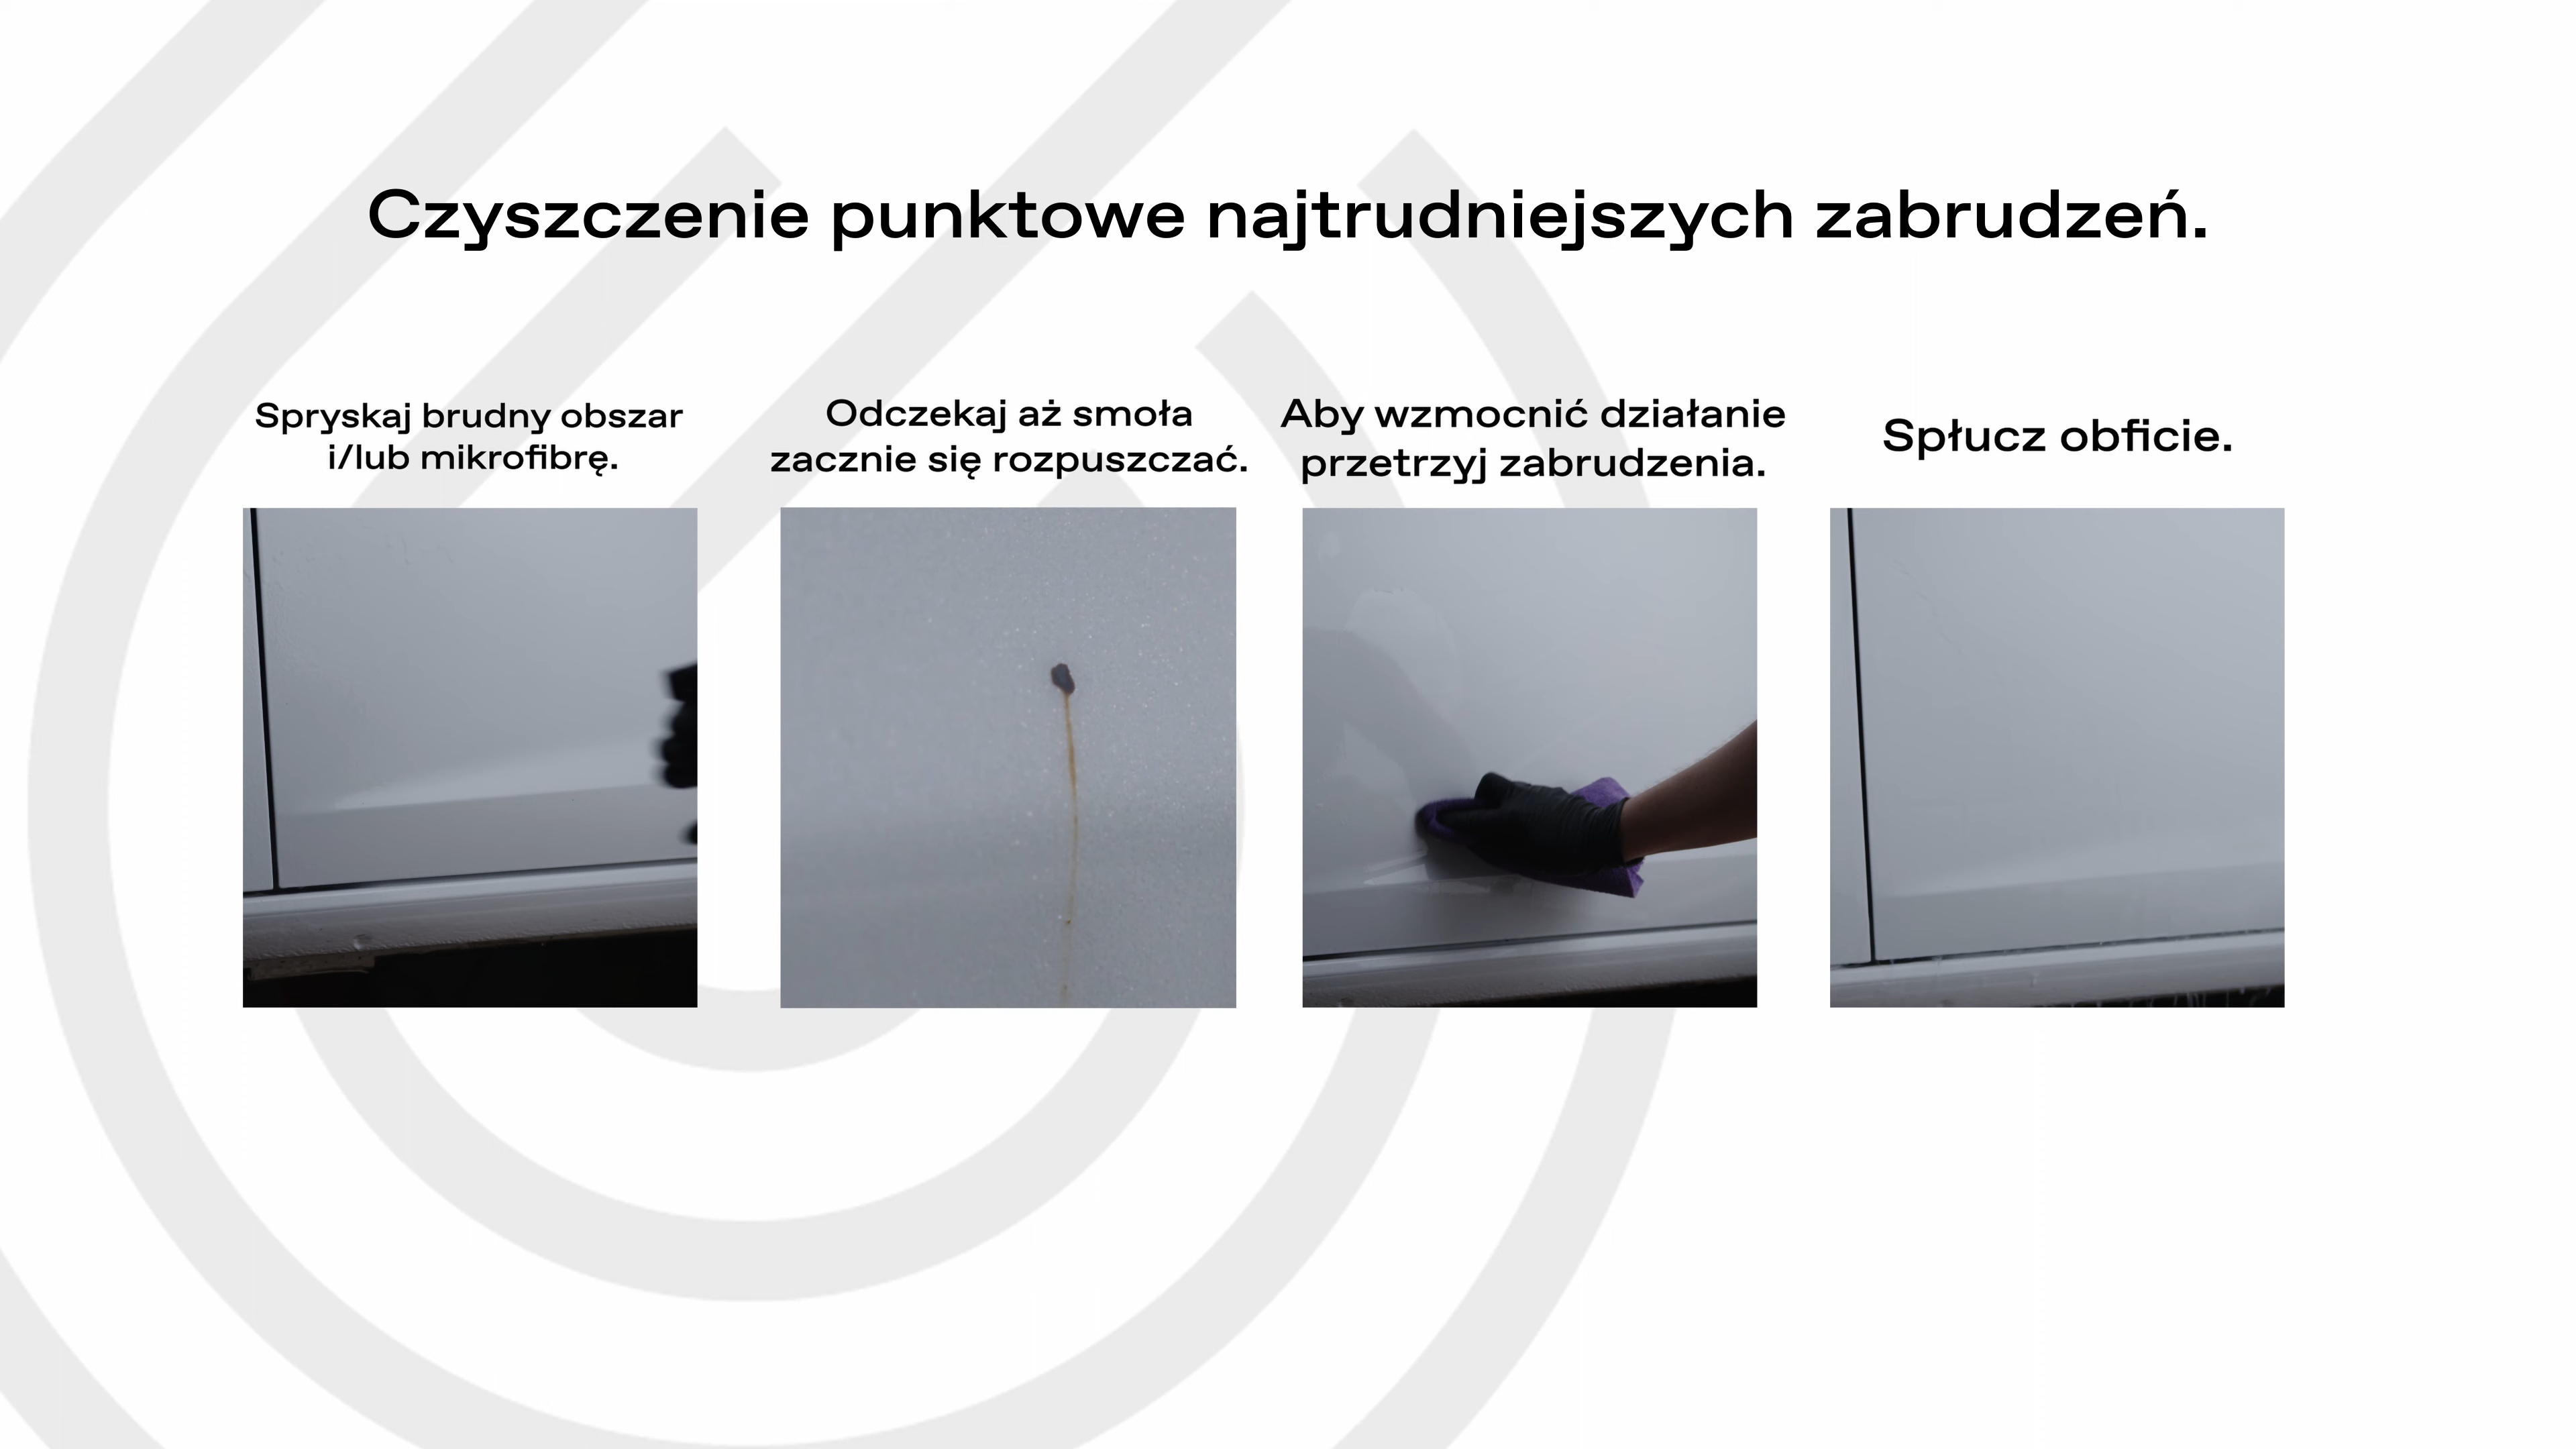 Czyszczenie punktowe najtrudniejszych zabrudzeń.
Spryskaj brudny obszar
i/lub mikrofibrę.
Odczekaj aż smoła
zacznie się rozpuszczać.
Aby wzmocnić działanie
przetrzyj zabrudzenia.
Spłucz obficie.